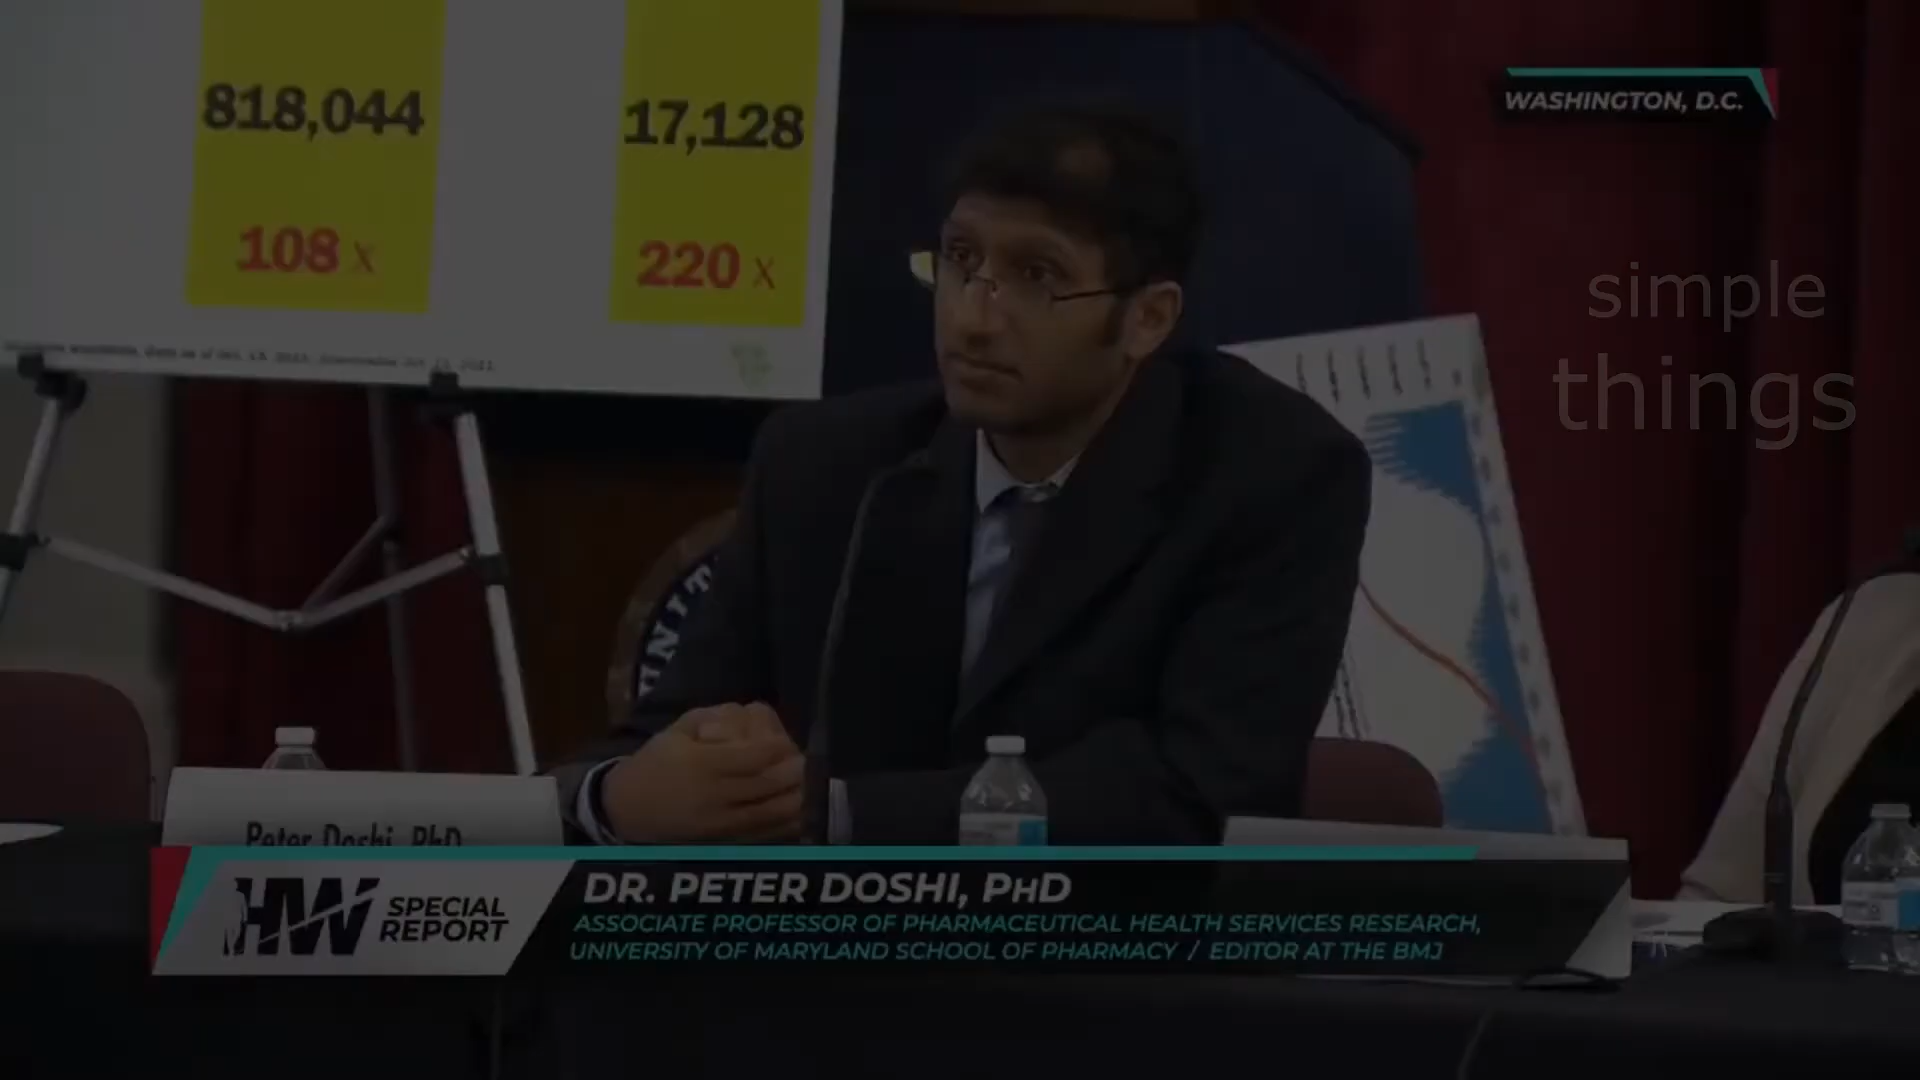 818,044
17,128
108 X
220 X
WASHINGTON, D.C.
simple
things
UNIT
Peter Doshi, PhD
HW
SPECIAL
REPORT
DR. PETER DOSHI, PHD
ASSOCIATE PROFESSOR OF PHARMACEUTICAL HEALTH SERVICES RESEARCH,
UNIVERSITY OF MARYLAND SCHOOL OF PHARMACY / EDITOR AT THE BMJ